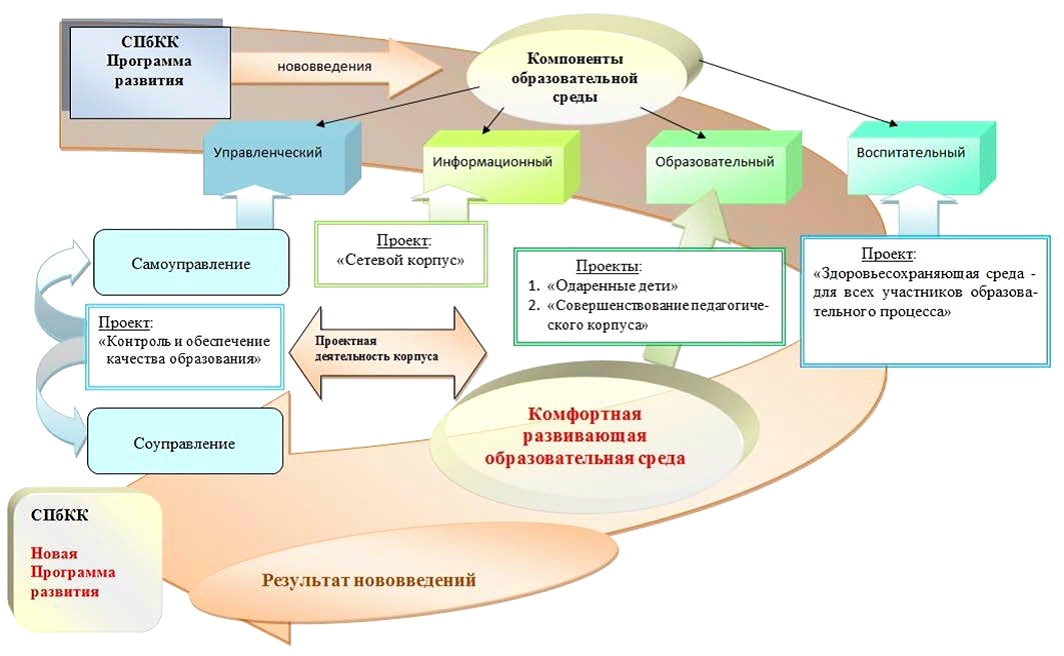 СПбКК
Программа
развития
нововведения
Компоненты
образовательной
среды
Управленческий
Информационный
Образовательный
Воспитательный
Самоуправление
Проект:
«Сетевой корпус»
Проекты:
1. «Одаренные дети»
2. «Совершенствование педагогиче-
ского корпуса»
Проект:
«Здоровьесохраняющая среда -
для всех участников образова-
тельного процесса»
Проект:
«Контроль и обеспечение
качества образования»
Проектная
деятельность корпуса
Соуправление
Комфортная
развивающая
образовательная среда
СПбКК
Новая
Программа
развития
Результат нововведений